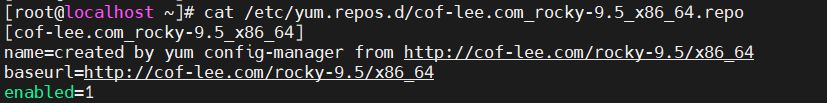 [root@localhost ~]# cat /etc/yum.repos.d/cof-lee.com_rocky-9.5_x86_64.repo
[cof-lee.com_rocky-9.5_x86_64]
name=created by yum config-manager from http://cof-lee.com/rocky-9.5/x86_64
baseurl=http://cof-lee.com/rocky-9.5/x86_64
enabled=1